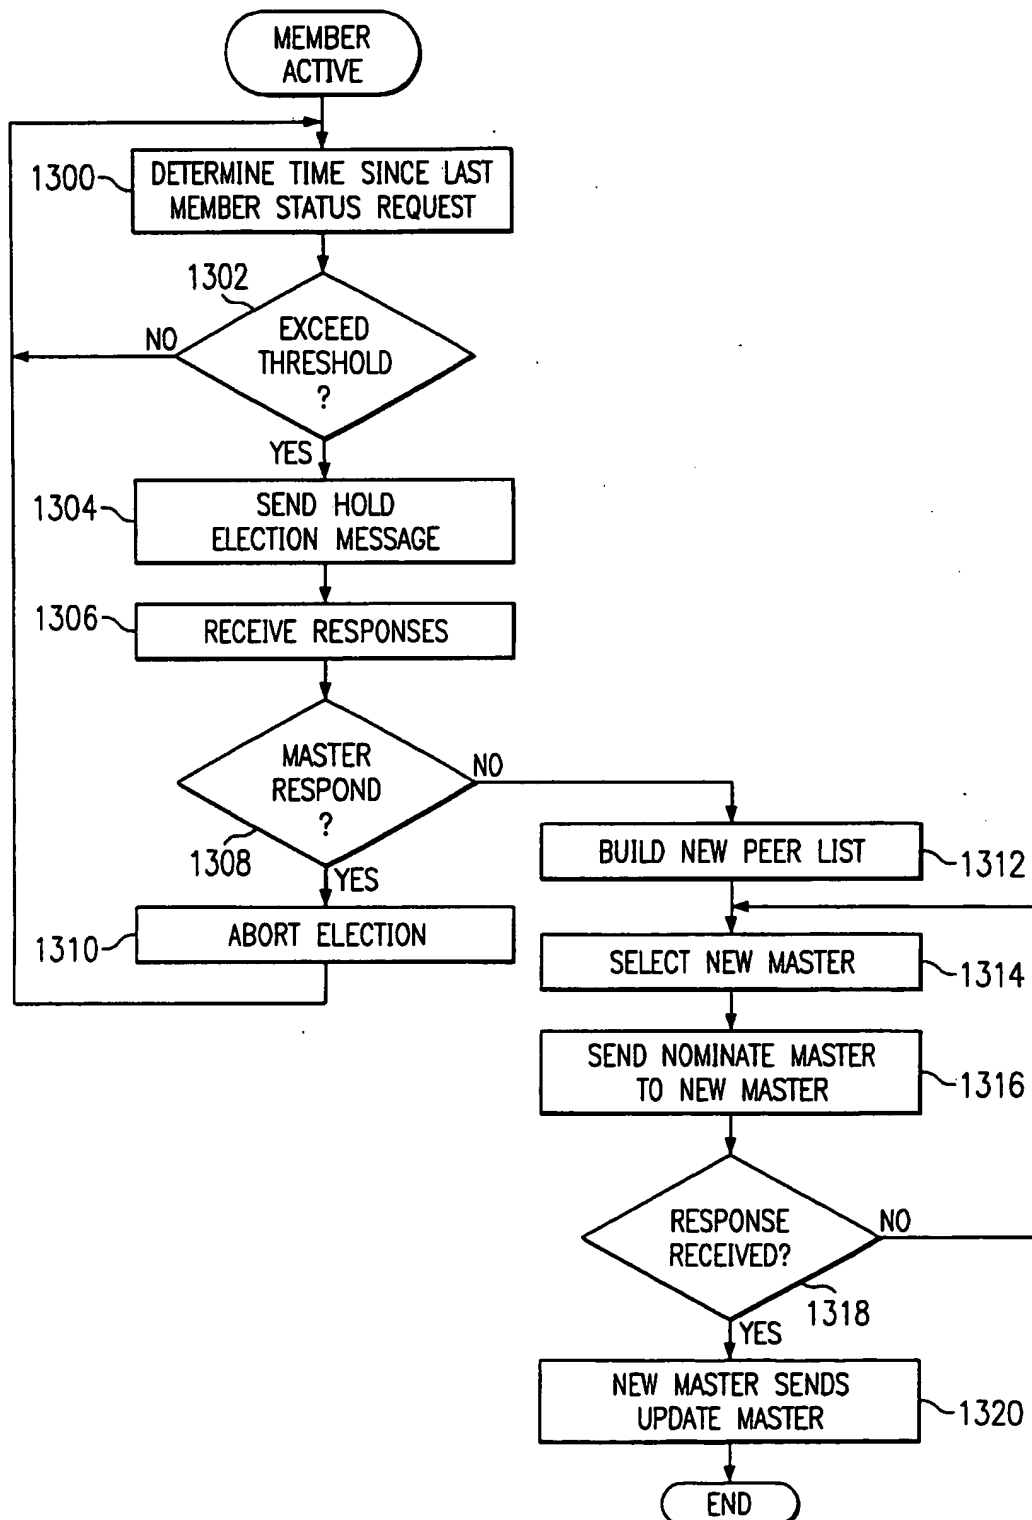 MEMBER
ACTIVE
1300
DETERMINE TIME SINCE LAST
MEMBER STATUS REQUEST
1302
EXCEED
THRESHOLD
?
NO
YES
1304
SEND HOLD
ELECTION MESSAGE
1306
RECEIVE RESPONSES
MASTER
RESPOND
?
NO
1308
YES
1310
ABORT ELECTION
BUILD NEW PEER LIST
1312
SELECT NEW MASTER
1314
SEND NOMINATE MASTER
TO NEW MASTER
1316
RESPONSE
RECEIVED?
NO
1318
YES
NEW MASTER SENDS
UPDATE MASTER
1320
END